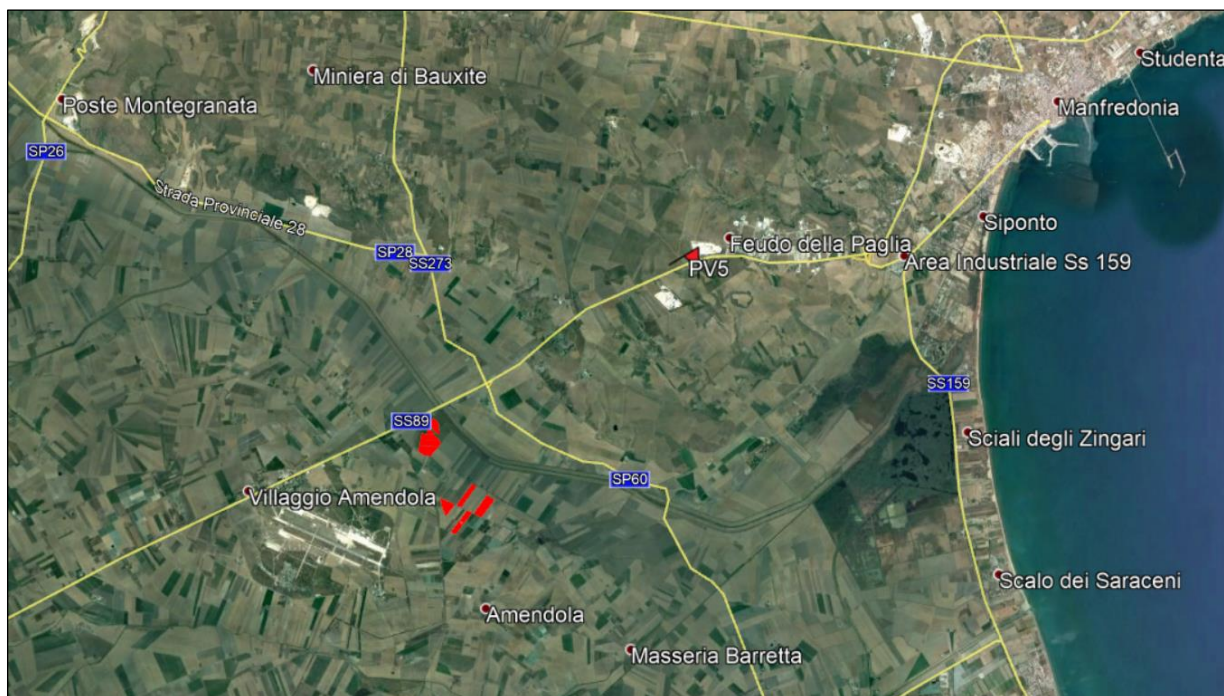 Studenta
Miniera di Bauxite
Poste Montegranata
Manfredonia
SP26
Strada Provinciale 28
Siponto
Feudo della Paglia
SP28
SS273
PV5
Area Industriale Ss 159
SS159
SS89
Sciali degli Zingari
SP60
Villaggio Amendola
Scalo dei Saraceni
Amendola
Masseria Barretta